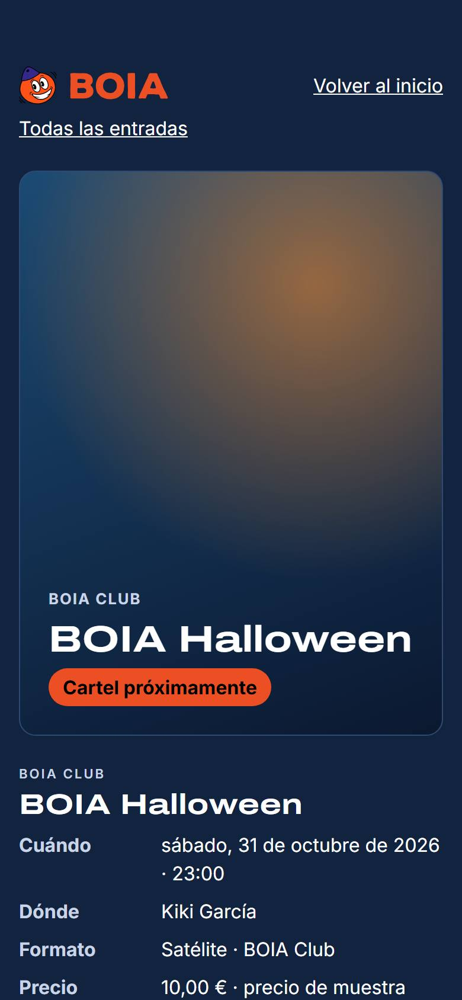 BOIA
Volver al inicio
Todas las entradas
BOIA CLUB
BOIA Halloween
Cartel próximamente
BOIA CLUB
BOIA Halloween
Cuándo sábado, 31 de octubre de 2026
· 23:00
Dónde Kiki García
Formato Satélite · BOIA Club
Precio 10,00 € · precio de muestra